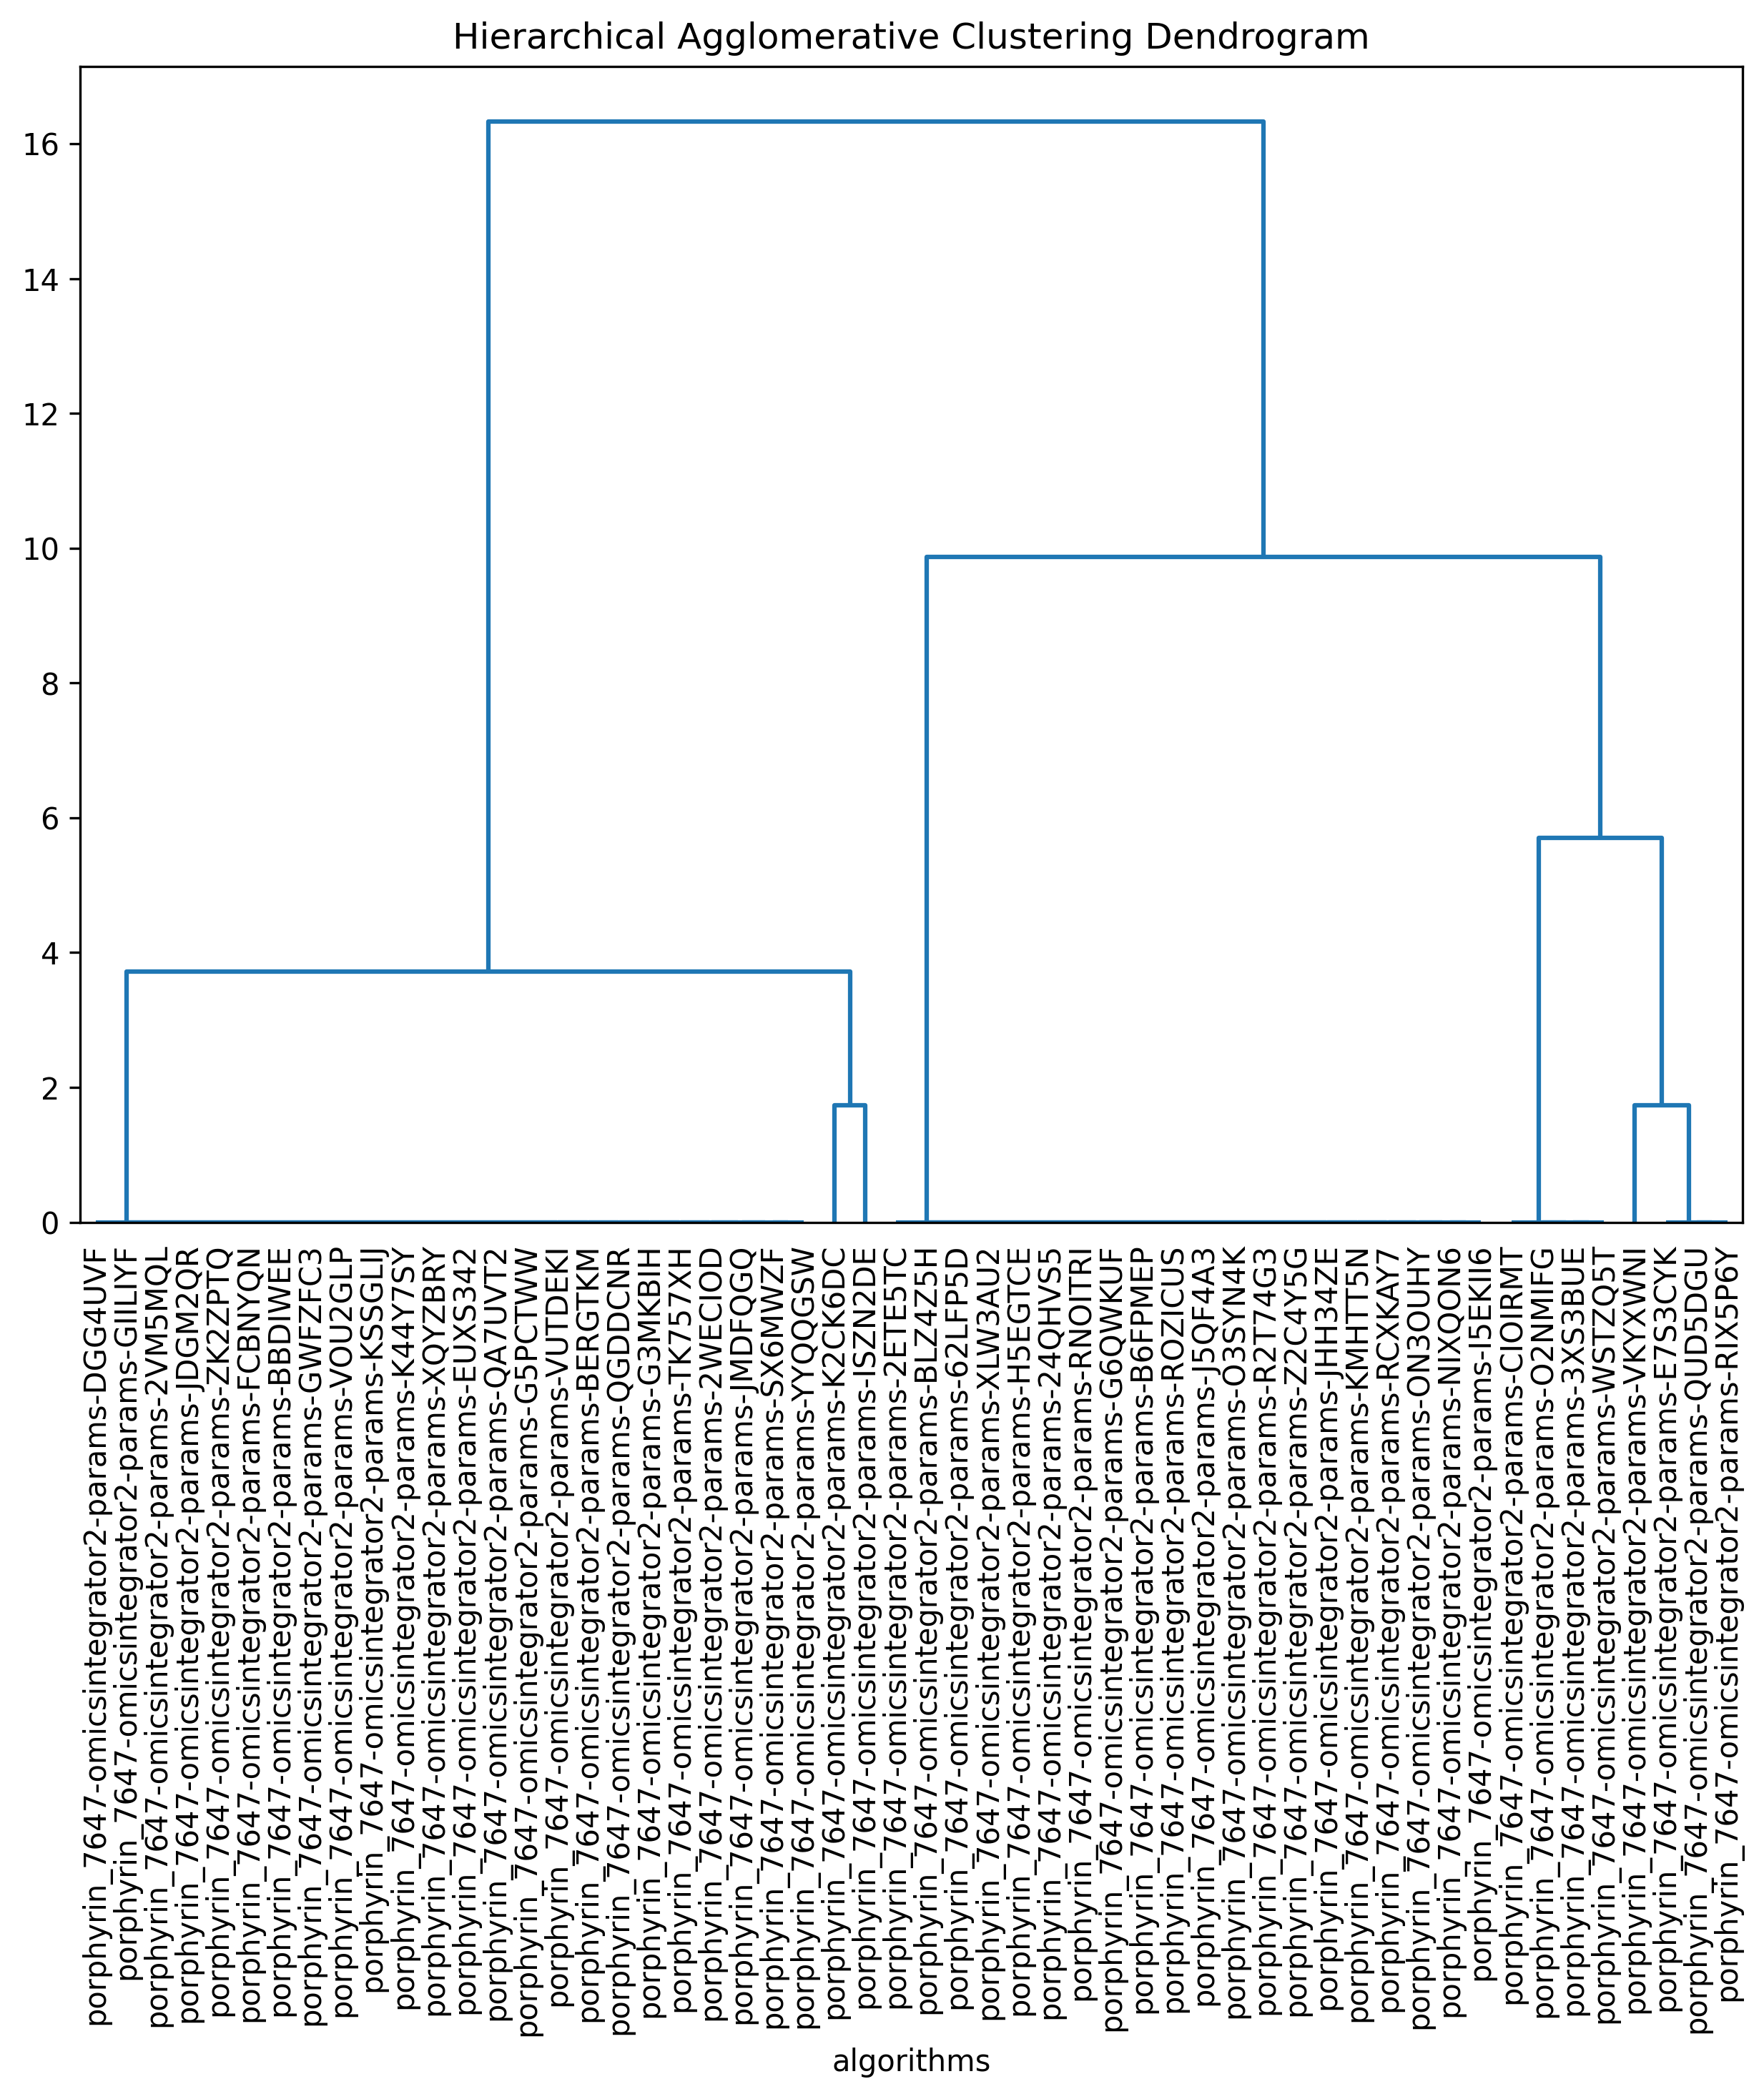 Hierarchical Agglomerative Clustering Dendrogram
16
14
12
10
8
6
4
2
0
porphyrin_7647-omicsintegrator2-params-DGG4UVF
porphyrin_7647-omicsintegrator2-params-GIILIYF
porphyrin_7647-omicsintegrator2-params-2VM5MQL
porphyrin_7647-omicsintegrator2-params-JDGM2QR
porphyrin_7647-omicsintegrator2-params-ZK2ZPTQ
porphyrin_7647-omicsintegrator2-params-FCBNYQN
porphyrin_7647-omicsintegrator2-params-BBDIWEE
porphyrin_7647-omicsintegrator2-params-GWFZFC3
porphyrin_7647-omicsintegrator2-params-VOU2GLP
porphyrin_7647-omicsintegrator2-params-KSSGLIJ
porphyrin_7647-omicsintegrator2-params-K44Y7SY
porphyrin_7647-omicsintegrator2-params-XQYZBRY
porphyrin_7647-omicsintegrator2-params-EUXS342
porphyrin_7647-omicsintegrator2-params-QA7UVT2
porphyrin_7647-omicsintegrator2-params-G5PCTWW
porphyrin_7647-omicsintegrator2-params-VUTDEKI
porphyrin_7647-omicsintegrator2-params-BERGTKM
porphyrin_7647-omicsintegrator2-params-QGDDCNR
porphyrin_7647-omicsintegrator2-params-G3MKBIH
porphyrin_7647-omicsintegrator2-params-TK757XH
porphyrin_7647-omicsintegrator2-params-2WECIOD
porphyrin_7647-omicsintegrator2-params-JMDFQGQ
porphyrin_7647-omicsintegrator2-params-SX6MWZF
porphyrin_7647-omicsintegrator2-params-YYQQGSW
porphyrin_7647-omicsintegrator2-params-K2CK6DC
porphyrin_7647-omicsintegrator2-params-ISZN2DE
porphyrin_7647-omicsintegrator2-params-2ETE5TC
porphyrin_7647-omicsintegrator2-params-BLZ4Z5H
porphyrin_7647-omicsintegrator2-params-62LFP5D
porphyrin_7647-omicsintegrator2-params-XLW3AU2
porphyrin_7647-omicsintegrator2-params-H5EGTCE
porphyrin_7647-omicsintegrator2-params-24QHVS5
porphyrin_7647-omicsintegrator2-params-RNOITRI
porphyrin_7647-omicsintegrator2-params-G6QWKUF
porphyrin_7647-omicsintegrator2-params-B6FPMEP
porphyrin_7647-omicsintegrator2-params-ROZICUS
porphyrin_7647-omicsintegrator2-params-J5QF4A3
porphyrin_7647-omicsintegrator2-params-O3SYN4K
porphyrin_7647-omicsintegrator2-params-R2T74G3
porphyrin_7647-omicsintegrator2-params-Z2C4Y5G
porphyrin_7647-omicsintegrator2-params-JHH34ZE
porphyrin_7647-omicsintegrator2-params-KMHTT5N
porphyrin_7647-omicsintegrator2-params-RCXKAY7
porphyrin_7647-omicsintegrator2-params-ON3OUHY
porphyrin_7647-omicsintegrator2-params-NIXQON6
porphyrin_7647-omicsintegrator2-params-I5EKII6
porphyrin_7647-omicsintegrator2-params-CIOIRMT
porphyrin_7647-omicsintegrator2-params-O2NMIFG
porphyrin_7647-omicsintegrator2-params-3XS3BUE
porphyrin_7647-omicsintegrator2-params-WSTZQ5T
porphyrin_7647-omicsintegrator2-params-VKYXWNI
porphyrin_7647-omicsintegrator2-params-E7S3CYK
porphyrin_7647-omicsintegrator2-params-QUD5DGU
porphyrin_7647-omicsintegrator2-params-RIX5P6Y
algorithms